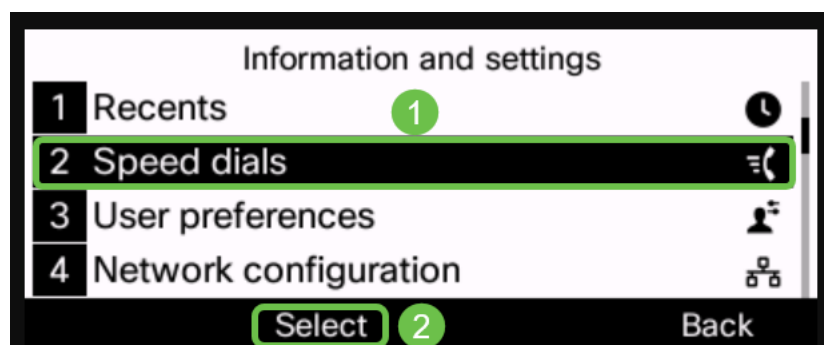 Information and settings
1 Recents 1
2 Speed dials
3 User preferences
4 Network configuration
Select 2 Back